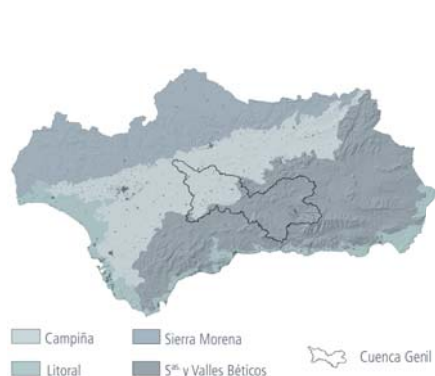 Campiña
Sierra Morena
Cuenca Genil
Litoral
Sᵃˢ y Valles Béticos